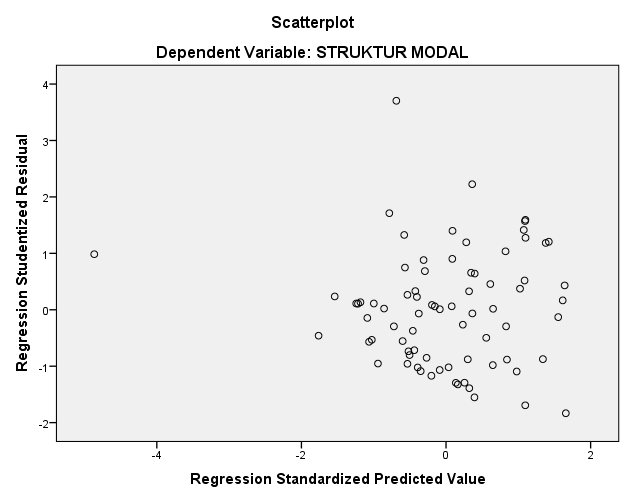 Scatterplot
Dependent Variable: STRUKTUR MODAL
Regression Studentized Residual
4
3
2
1
0
-1
-2
-4
-2
0
2
Regression Standardized Predicted Value